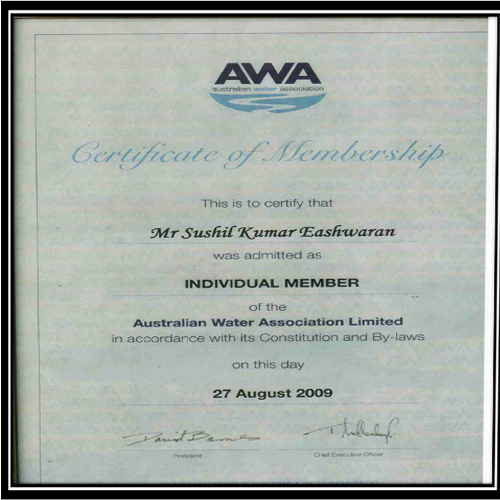 AWA
australian water association
Certificate of Membership
This is to certify that
Mr Sushil Kumar Eashwaran
was admitted as
INDIVIDUAL MEMBER
of the
Australian Water Association Limited
in accordance with its Constitution and By-laws
on this day
27 August 2009
David Barnes
President
Chief Executive Officer